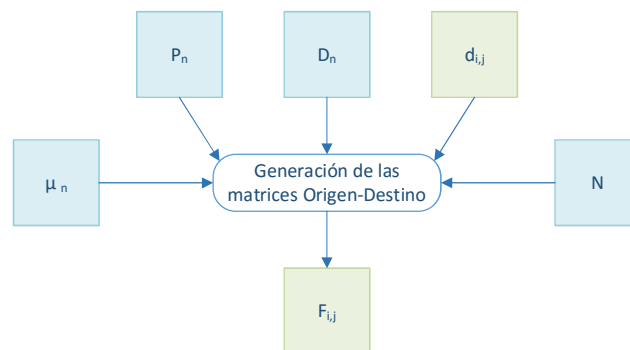 Pn
Dn
di,j
μ n
Generación de las
matrices Origen-Destino
N
Fi,j